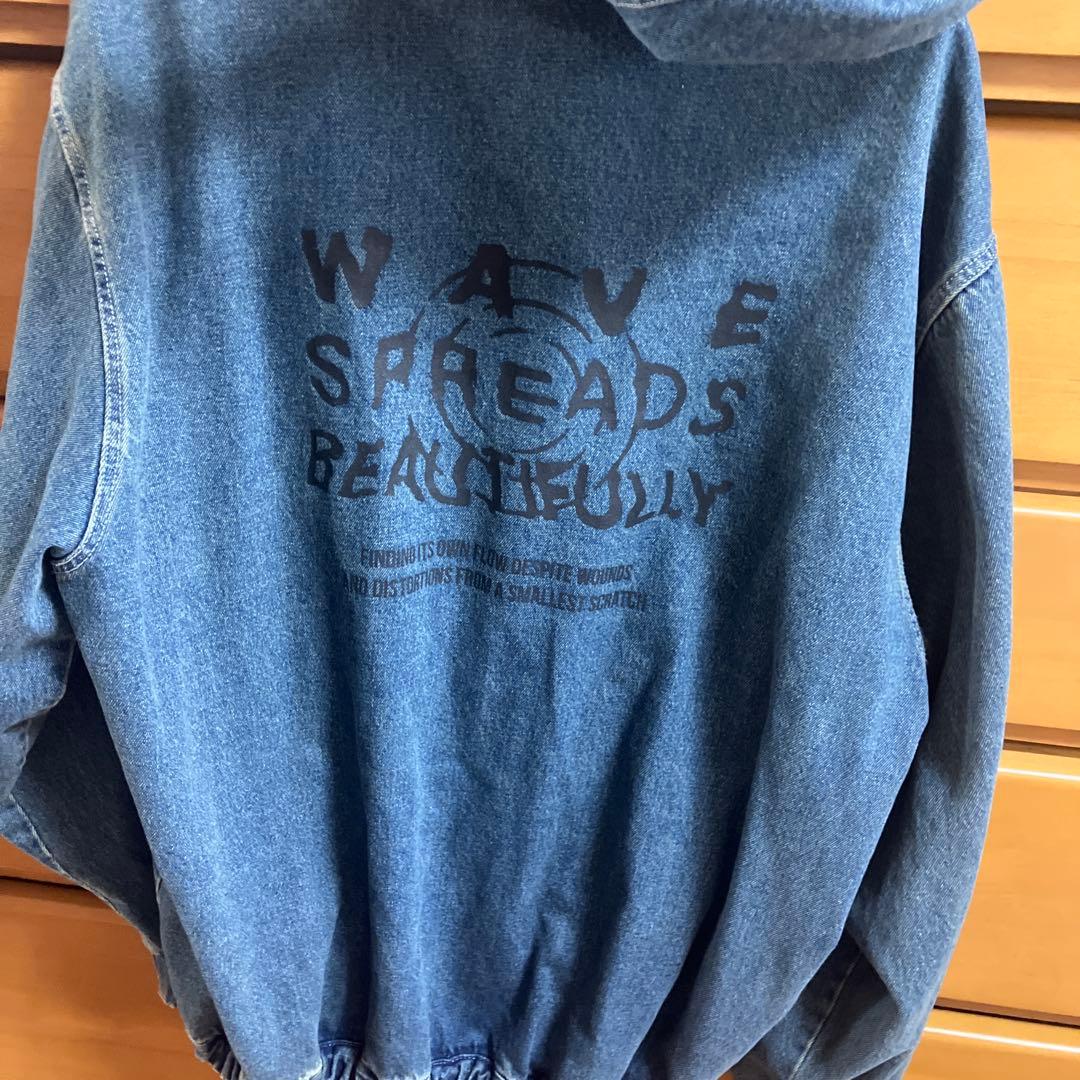 WAVE
SPREADS
BEAUTIFULLY
FINDING ITS OWN FLOW DESPITE WOUNDS
AND DISTORTIONS FROM A SMALLEST SCRATCH